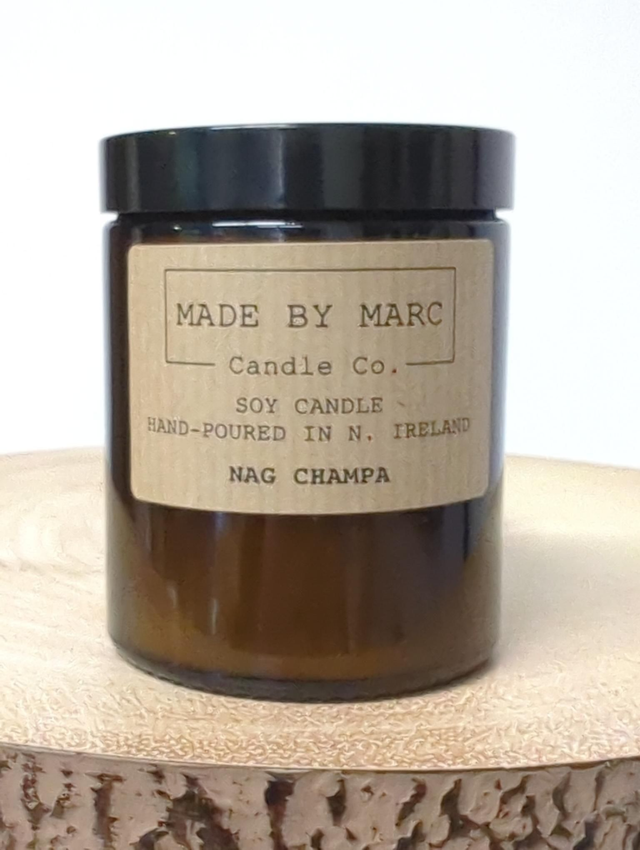 MADE BY MARC
Candle Co.
SOY CANDLE
HAND-POURED IN N. IRELAND
NAG CHAMPA